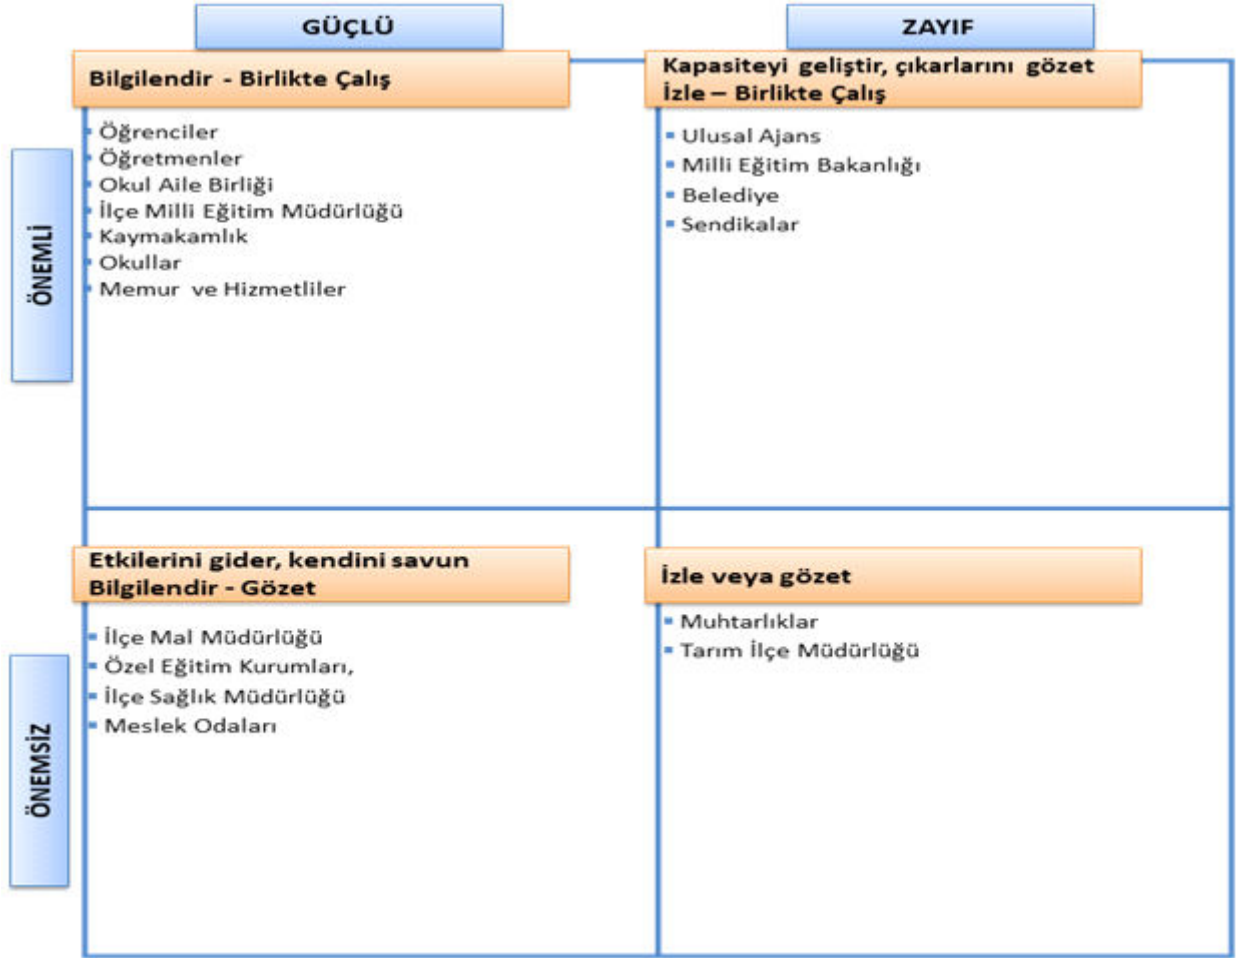 GÜÇLÜ
ZAYIF
ÖNEMLİ
Bilgilendir - Birlikte Çalış
Öğrenciler
Öğretmenler
Okul Aile Birliği
İlçe Milli Eğitim Müdürlüğü
Kaymakamlık
Okullar
Memur ve Hizmetliler
Kapasiteyi geliştir, çıkarlarını gözet
İzle – Birlikte Çalış
Ulusal Ajans
Milli Eğitim Bakanlığı
Belediye
Sendikalar
ÖNEMSİZ
Etkilerini gider, kendini savun
Bilgilendir - Gözet
İlçe Mal Müdürlüğü
Özel Eğitim Kurumları,
İlçe Sağlık Müdürlüğü
Meslek Odaları
İzle veya gözet
Muhtarlıklar
Tarım İlçe Müdürlüğü